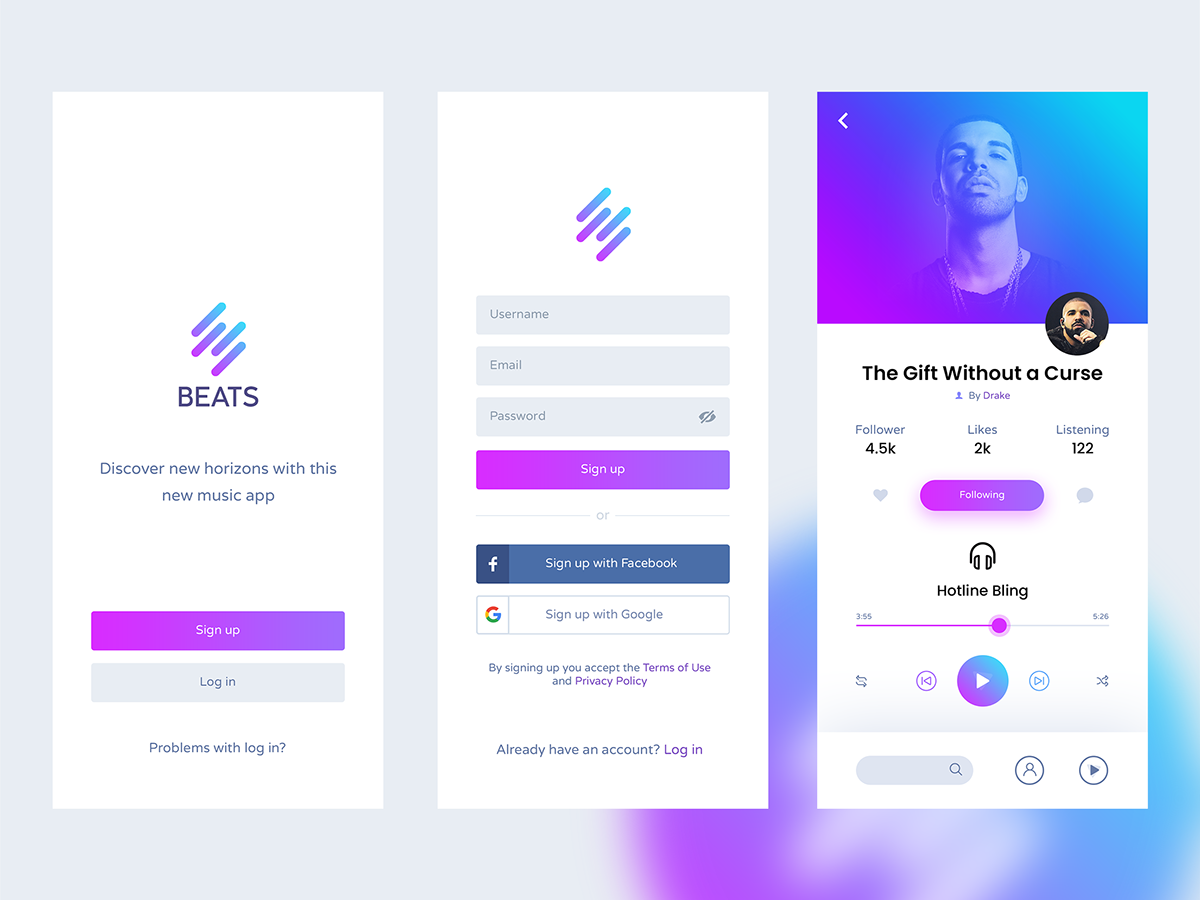 BEATS
Discover new horizons with this
new music app
Sign up
Log in
Problems with log in?
Username
Email
Password
Sign up
or
f Sign up with Facebook
G Sign up with Google
By signing up you accept the Terms of Use
and Privacy Policy
Already have an account? Log in
The Gift Without a Curse
By Drake
Follower Likes Listening
4.5k 2k 122
Following
Hotline Bling
3:55 5:26